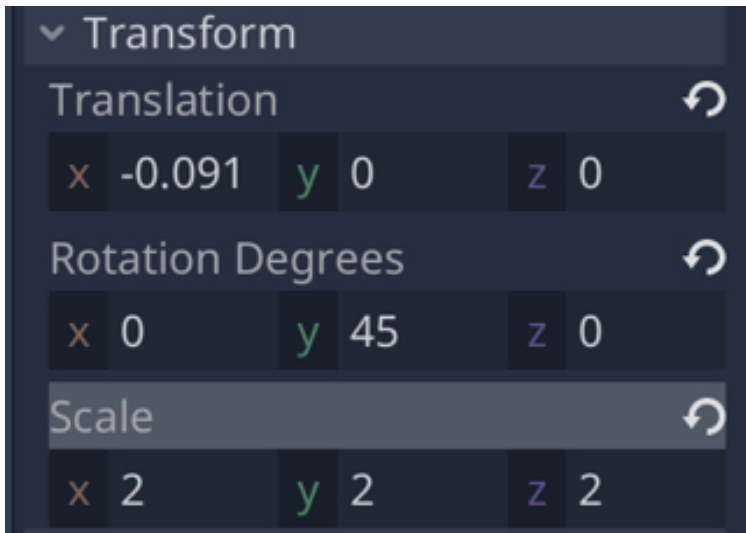 Transform
Translation
x -0.091 y 0 z 0
Rotation Degrees
x 0 y 45 z 0
Scale
x 2 y 2 z 2